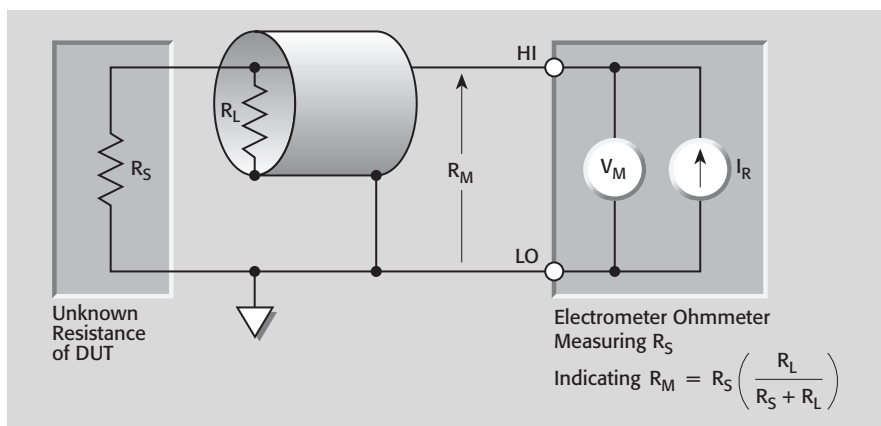 HI
R_L
R_S
R_M
V_M
I_R
LO
Unknown
Resistance
of DUT
Electrometer Ohmmeter
Measuring R_S
Indicating R_M = R_S ( R_L / (R_S + R_L) )